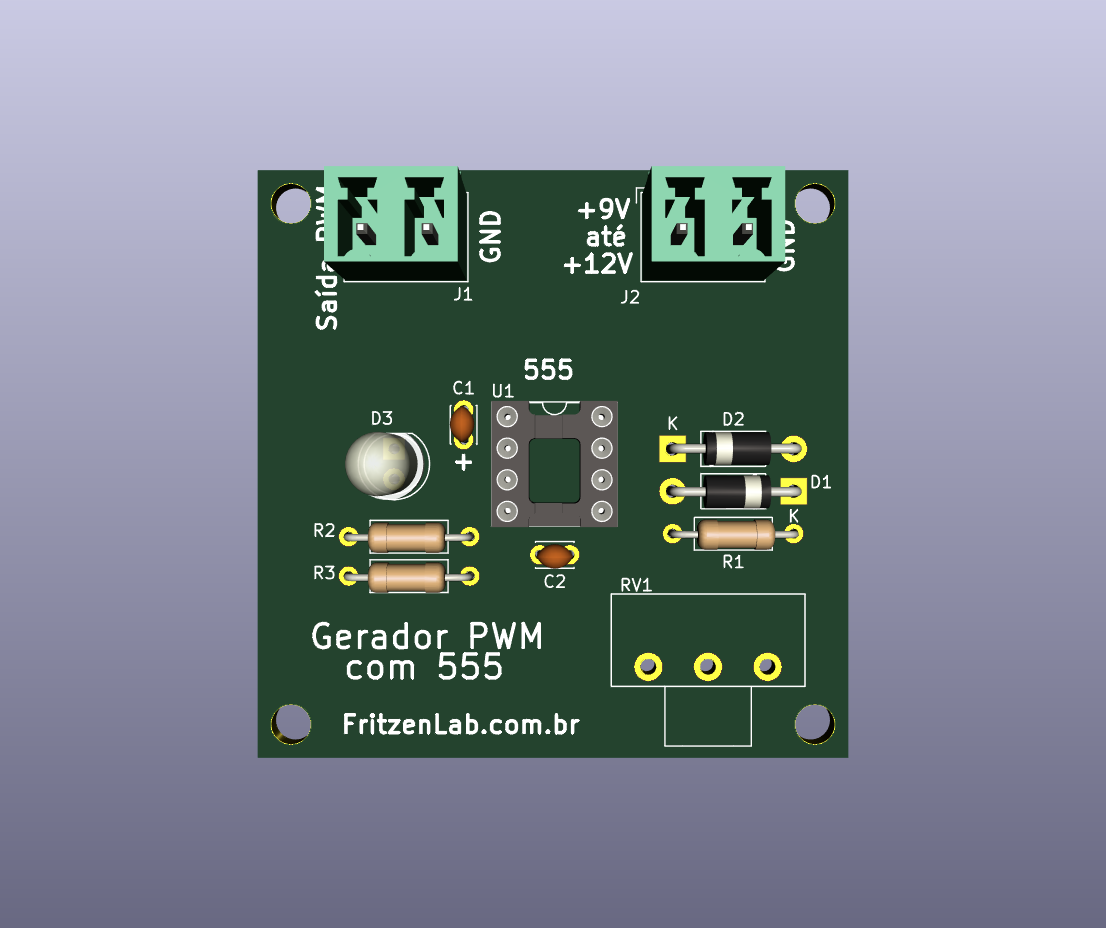 Saída PWM
GND
J1
+9V
até
+12V
GND
J2
555
C1
U1
D3
+
K
D2
D1
K
R2
R3
C2
R1
RV1
Gerador PWM
com 555
FritzenLab.com.br